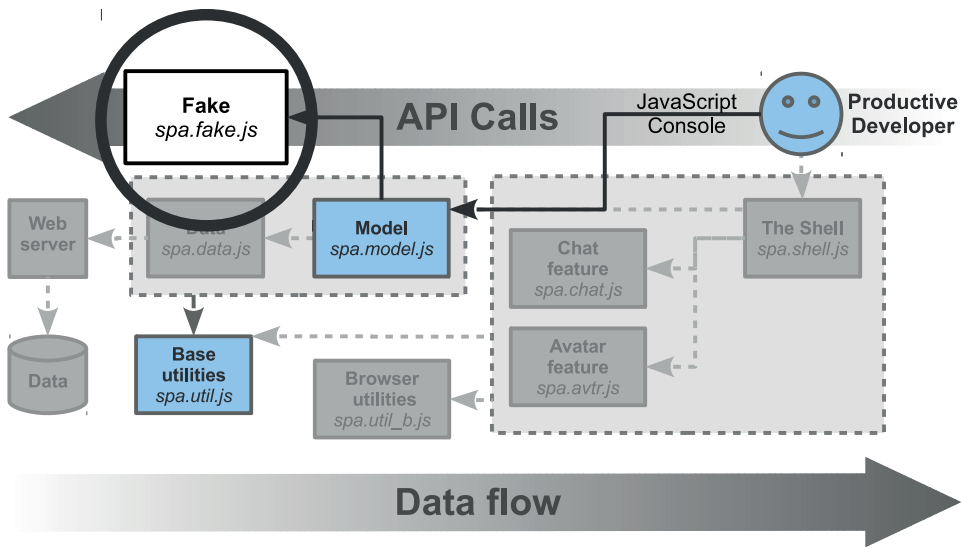 Fake
spa.fake.js
API Calls
JavaScript
Console
Productive
Developer
Web
server
Data
spa.data.js
Model
spa.model.js
Chat
feature
spa.chat.js
The Shell
spa.shell.js
Data
Base
utilities
spa.util.js
Browser
utilities
spa.util_b.js
Avatar
feature
spa.avtr.js
Data flow